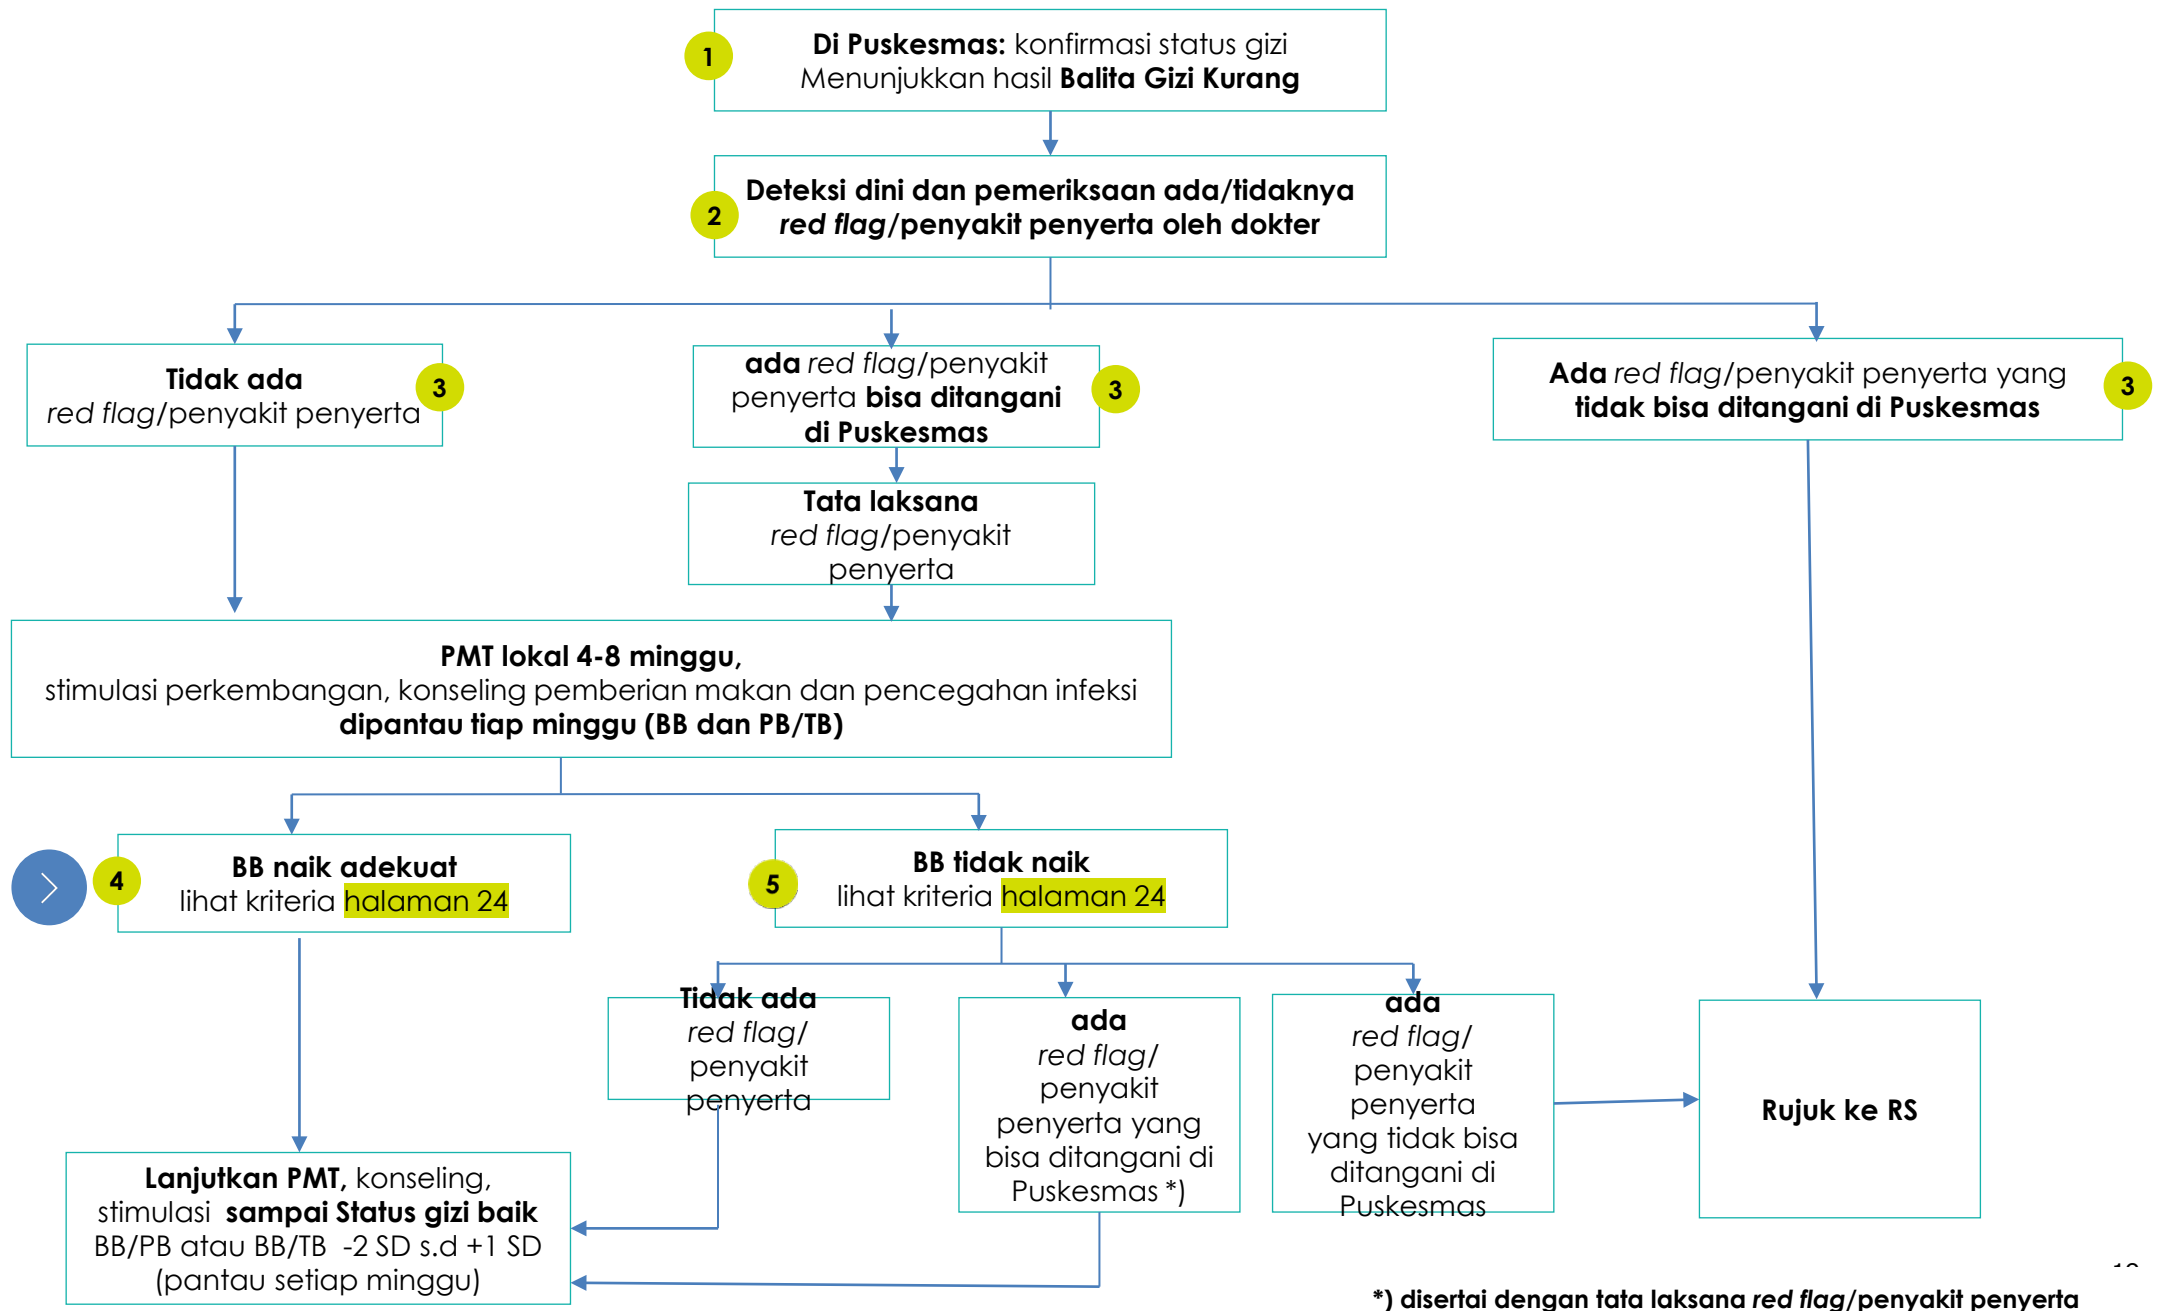 1
Di Puskesmas: konfirmasi status gizi
Menunjukkan hasil Balita Gizi Kurang
2
Deteksi dini dan pemeriksaan ada/tidaknya
red flag/penyakit penyerta oleh dokter
Tidak ada
red flag/penyakit penyerta
3
ada red flag/penyakit
penyerta bisa ditangani
di Puskesmas
3
Ada red flag/penyakit penyerta yang
tidak bisa ditangani di Puskesmas
3
Tata laksana
red flag/penyakit
penyerta
PMT lokal 4-8 minggu,
stimulasi perkembangan, konseling pemberian makan dan pencegahan infeksi
dipantau tiap minggu (BB dan PB/TB)
4
BB naik adekuat
lihat kriteria halaman 24
5
BB tidak naik
lihat kriteria halaman 24
Tidak ada
red flag/
penyakit
penyerta
ada
red flag/
penyakit
penyerta yang
bisa ditangani di
Puskesmas *)
ada
red flag/
penyakit
penyerta
yang tidak bisa
ditangani di
Puskesmas
Rujuk ke RS
Lanjutkan PMT, konseling,
stimulasi sampai Status gizi baik
BB/PB atau BB/TB -2 SD s.d +1 SD
(pantau setiap minggu)
*) disertai dengan tata laksana red flag/penyakit penyerta